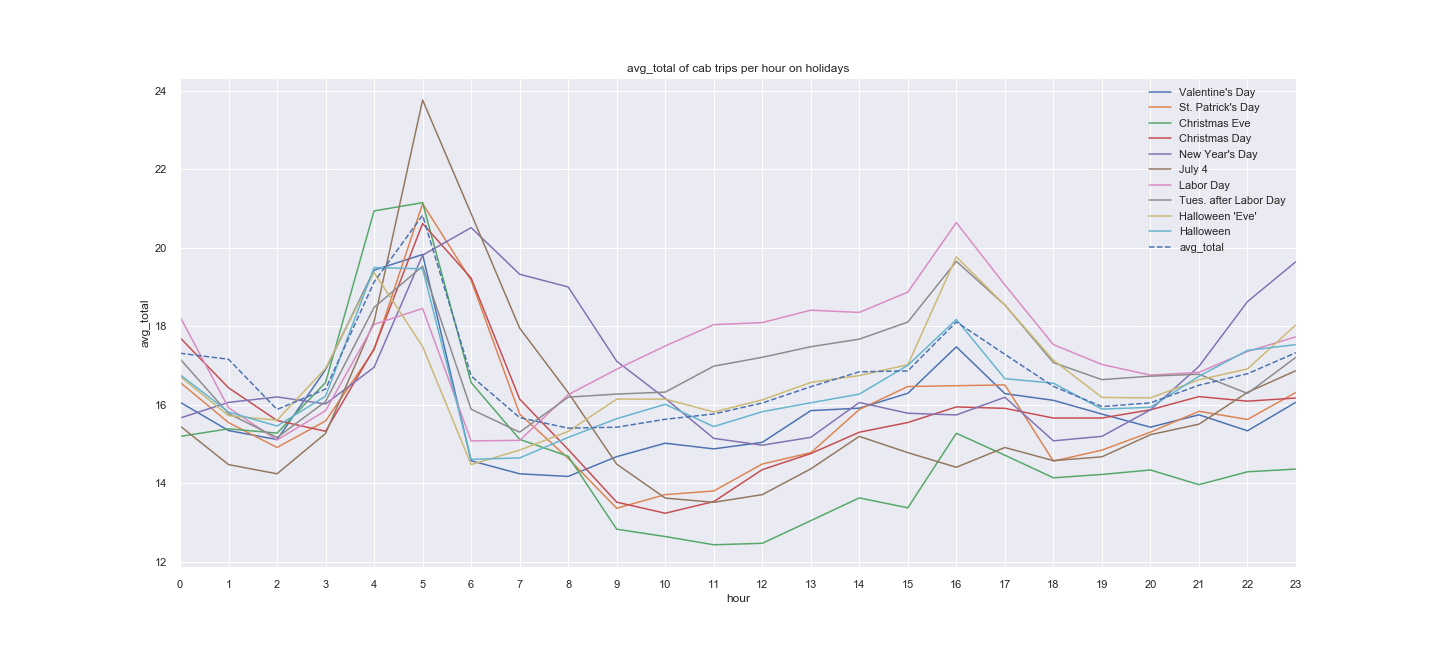 avg_total of cab trips per hour on holidays
24
22
20
18
16
14
12
avg_total
Valentine's Day
St. Patrick's Day
Christmas Eve
Christmas Day
New Year's Day
July 4
Labor Day
Tues. after Labor Day
Halloween 'Eve'
Halloween
avg_total
0 1 2 3 4 5 6 7 8 9 10 11 12 13 14 15 16 17 18 19 20 21 22 23
hour